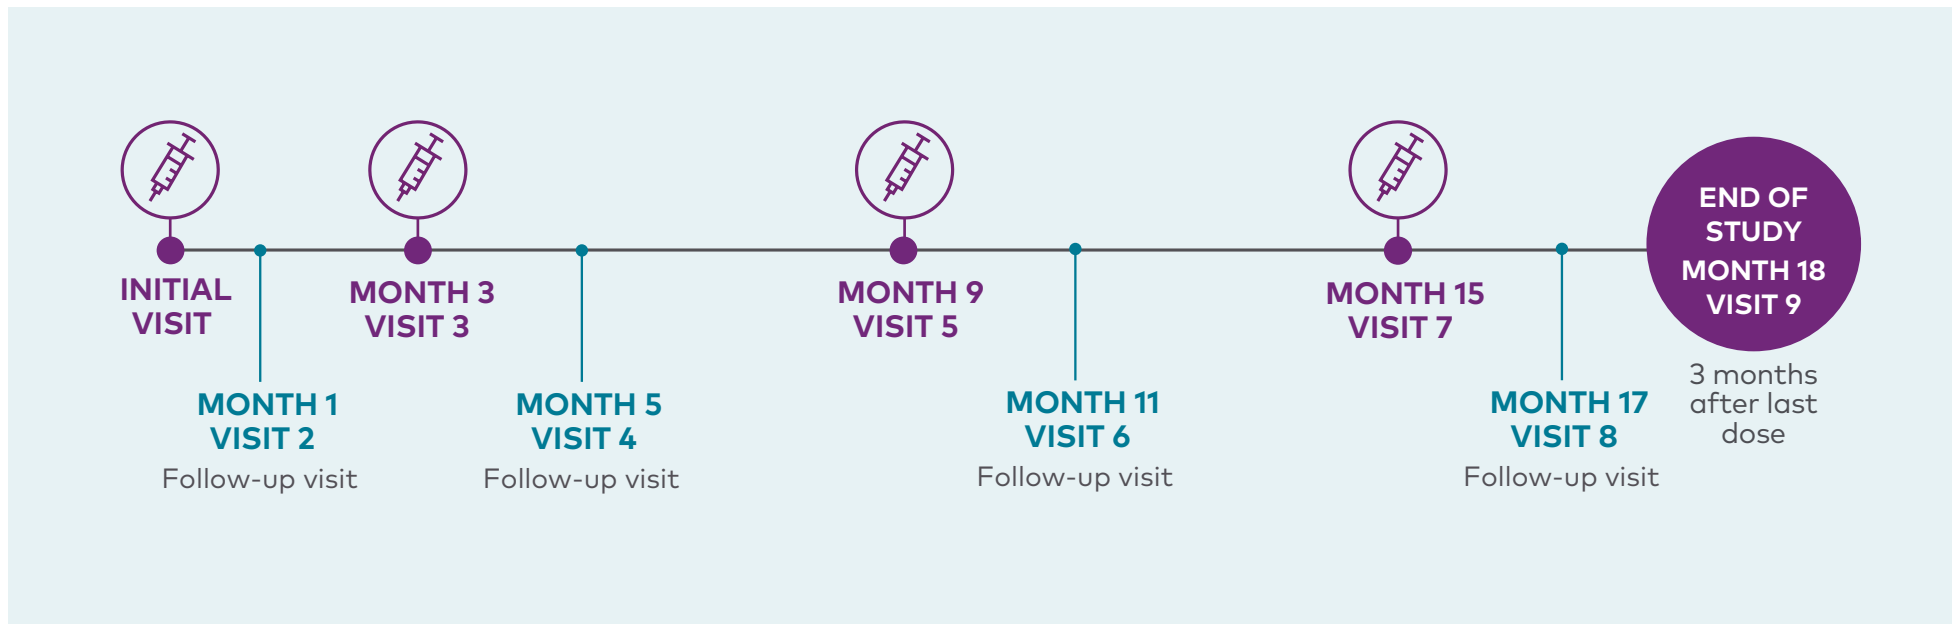 INITIAL
VISIT
MONTH 1
VISIT 2
Follow-up visit
MONTH 3
VISIT 3
MONTH 5
VISIT 4
Follow-up visit
MONTH 9
VISIT 5
MONTH 11
VISIT 6
Follow-up visit
MONTH 15
VISIT 7
MONTH 17
VISIT 8
Follow-up visit
END OF
STUDY
MONTH 18
VISIT 9
3 months
after last
dose